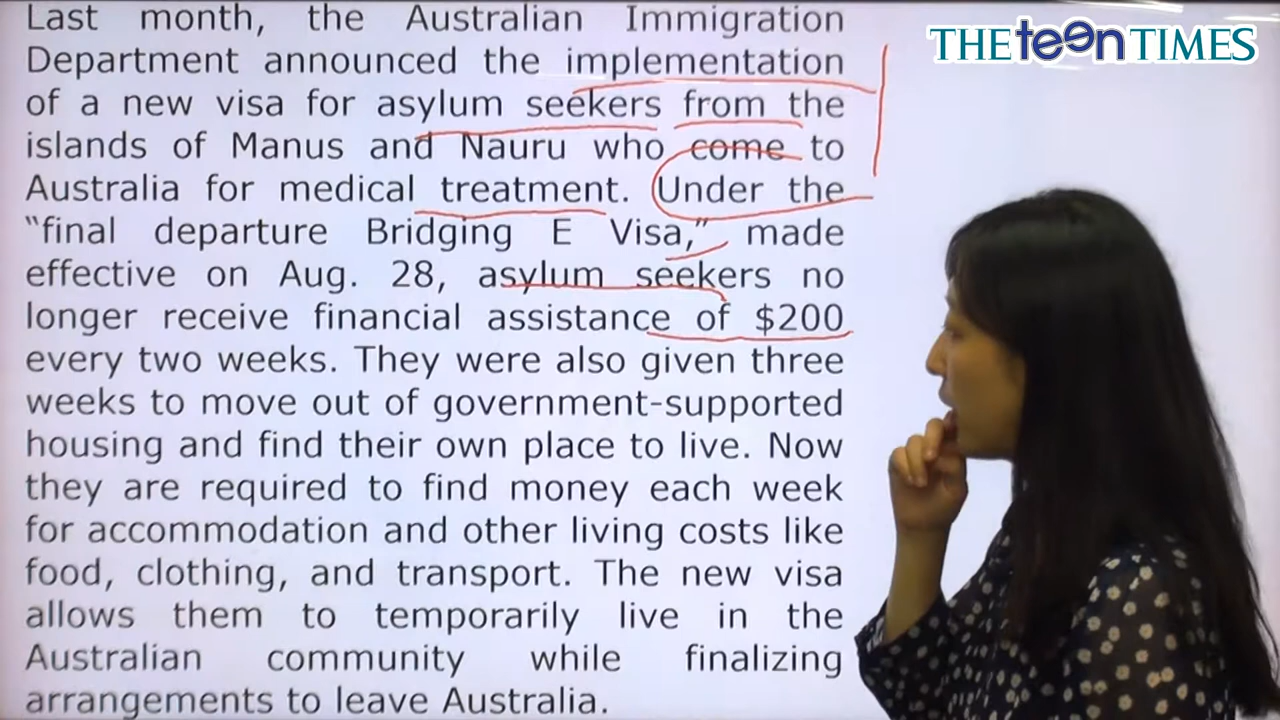 THE teen TIMES
Last month, the Australian Immigration
Department announced the implementation
of a new visa for asylum seekers from the
islands of Manus and Nauru who come to
Australia for medical treatment. Under the
“final departure Bridging E Visa,” made
effective on Aug. 28, asylum seekers no
longer receive financial assistance of $200
every two weeks. They were also given three
weeks to move out of government-supported
housing and find their own place to live. Now
they are required to find money each week
for accommodation and other living costs like
food, clothing, and transport. The new visa
allows them to temporarily live in the
Australian community while finalizing
arrangements to leave Australia.